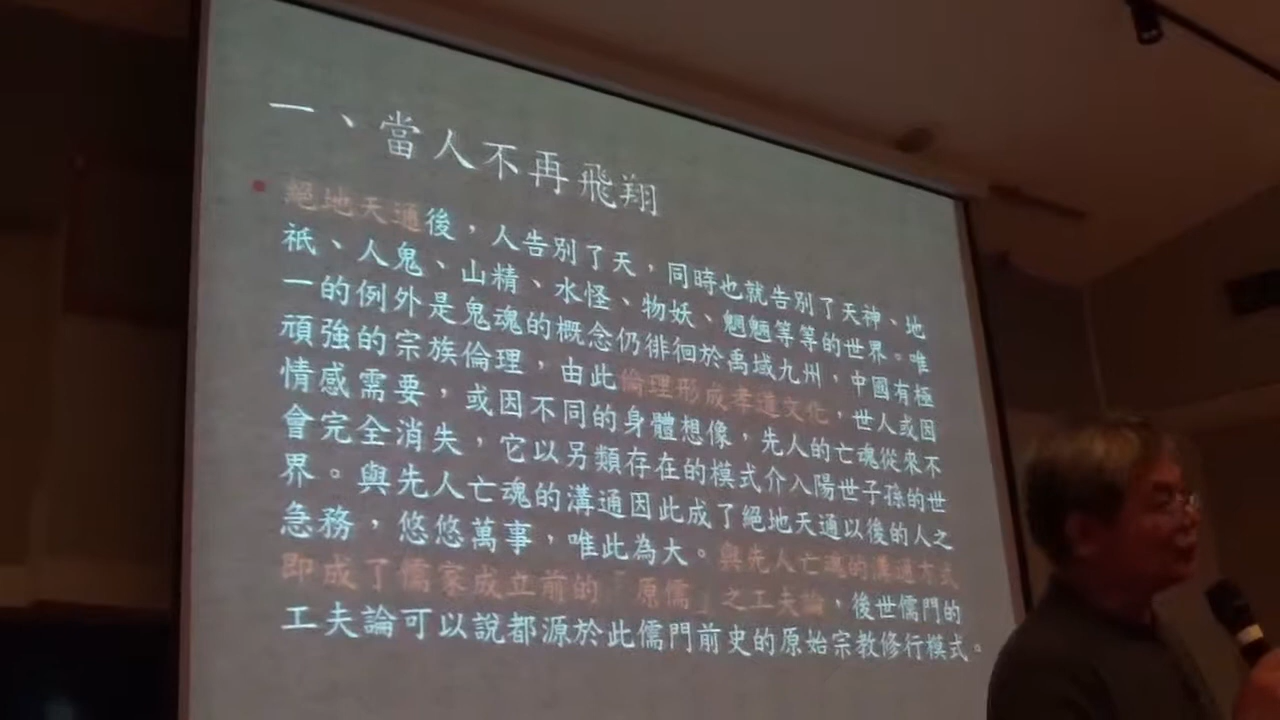 一、當人不再飛翔
絕地天通後，人告別了天，同時也就告別了天神、地
祇、人鬼、山精、水怪、物妖、魍魎等等的世界。唯
一的例外是鬼魂的概念仍徘徊於禹域九州，中國有極
頑強的宗族倫理，由此倫理形成孝道文化，世人或因
情感需要，或因不同的身體想像，先人的亡魂從來不
會完全消失，它以另類存在的模式介入陽世子孫的世
界。與先人亡魂的溝通因此成了絕地天通以後的人之
急務，悠悠萬事，唯此為大。與先人亡魂的溝通方式
即成了儒家成立前的「原儒」之工夫論，後世儒門的
工夫論可以說都源於此儒門前史的原始宗教修行模式。